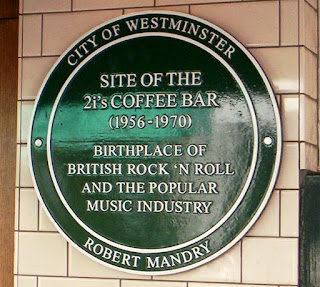 CITY OF WESTMINSTER
SITE OF THE
2i's COFFEE BAR
(1956-1970)
BIRTHPLACE OF
BRITISH ROCK 'N ROLL
AND THE POPULAR
MUSIC INDUSTRY
ROBERT MANDRY